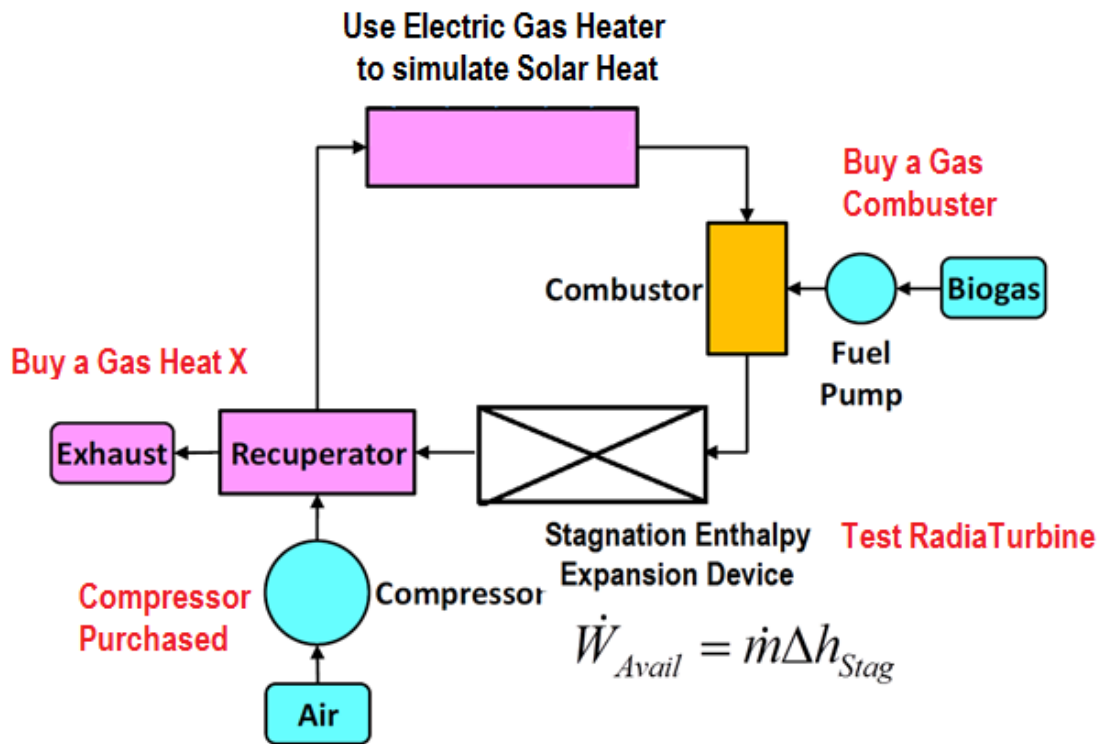 Use Electric Gas Heater
to simulate Solar Heat
Buy a Gas
Combuster
Combustor
Biogas
Fuel
Pump
Buy a Gas Heat X
Exhaust
Recuperator
Stagnation Enthalpy
Expansion Device
Test RadiaTurbine
Compressor
Purchased
Compressor
Ẇ_Avail = ṁΔh_Stag
Air